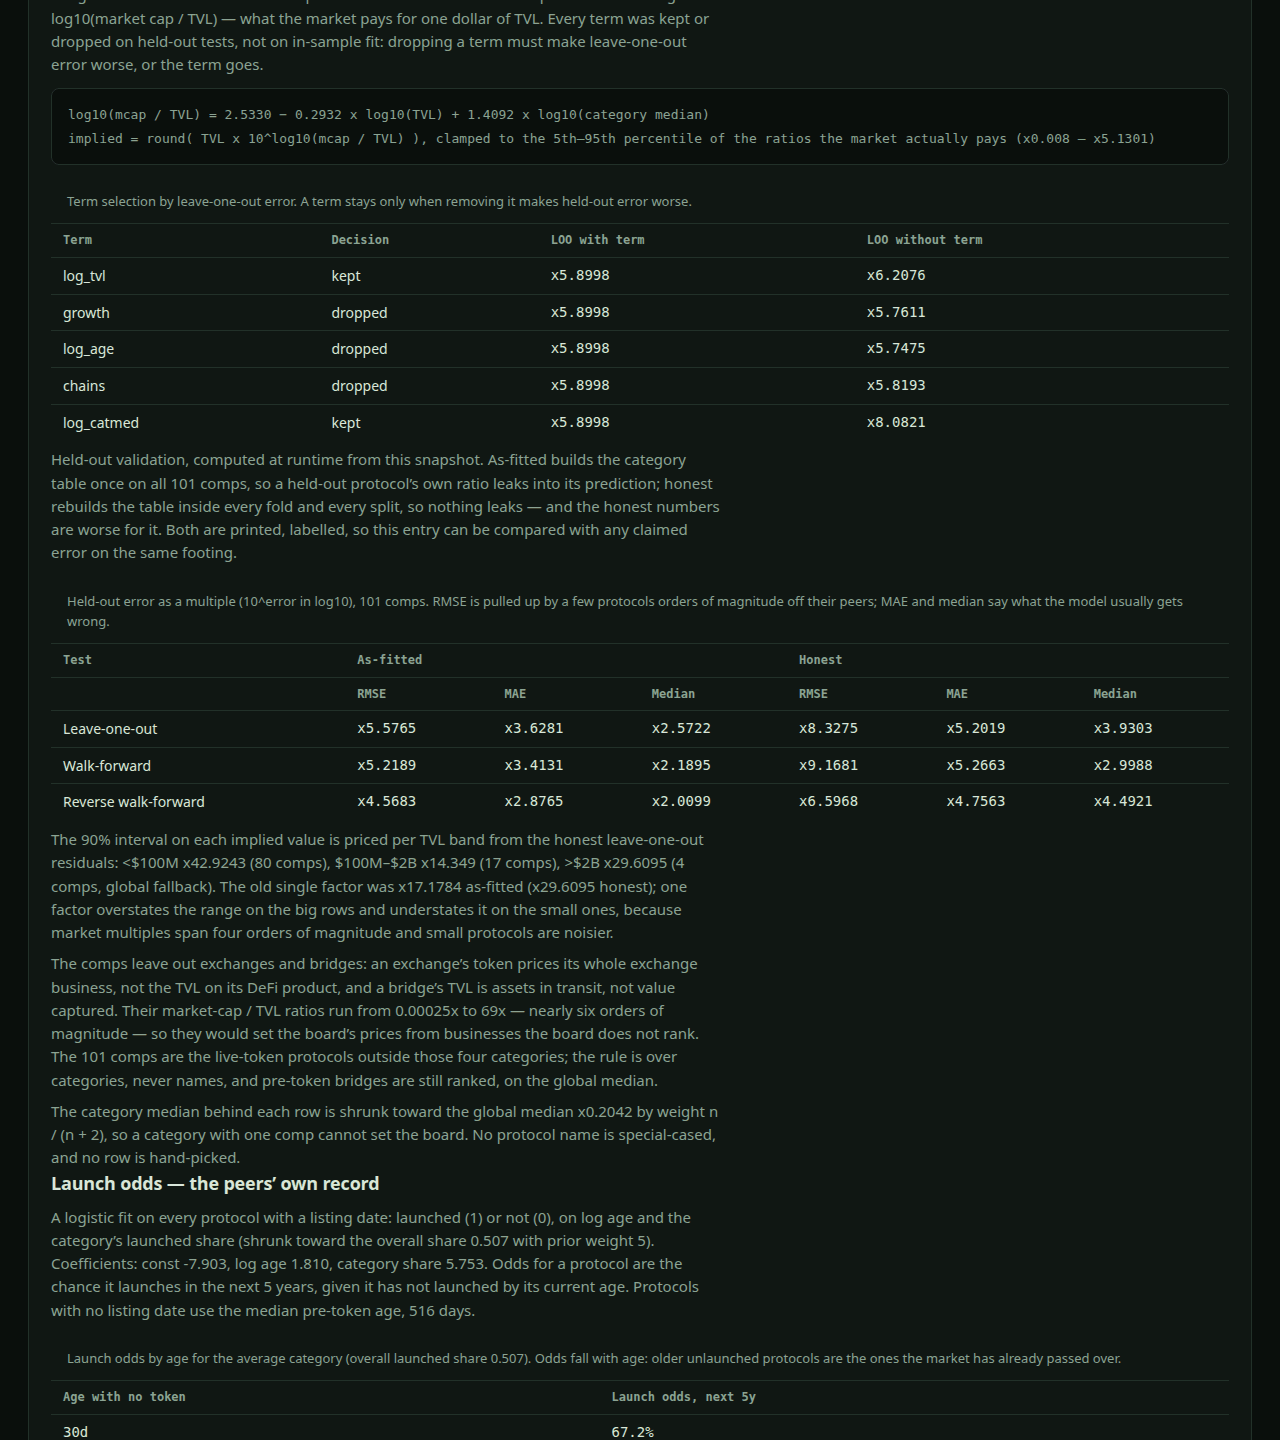 log10(market cap / TVL) — what the market pays for one dollar of TVL. Every term was kept or
dropped on held-out tests, not on in-sample fit: dropping a term must make leave-one-out
error worse, or the term goes.
log10(mcap / TVL) = 2.5330 − 0.2932 x log10(TVL) + 1.4092 x log10(category median)
implied = round( TVL x 10^log10(mcap / TVL) ), clamped to the 5th–95th percentile of the ratios the market actually pays (x0.008 – x5.1301)
Term selection by leave-one-out error. A term stays only when removing it makes held-out error worse.
Term Decision LOO with term LOO without term
log_tvl kept x5.8998 x6.2076
growth dropped x5.8998 x5.7611
log_age dropped x5.8998 x5.7475
chains dropped x5.8998 x5.8193
log_catmed kept x5.8998 x8.0821
Held-out validation, computed at runtime from this snapshot. As-fitted builds the category
table once on all 101 comps, so a held-out protocol’s own ratio leaks into its prediction; honest
rebuilds the table inside every fold and every split, so nothing leaks — and the honest numbers
are worse for it. Both are printed, labelled, so this entry can be compared with any claimed
error on the same footing.
Held-out error as a multiple (10^error in log10), 101 comps. RMSE is pulled up by a few protocols orders of magnitude off their peers; MAE and median say what the model usually gets
wrong.
Test As-fitted Honest
RMSE MAE Median RMSE MAE Median
Leave-one-out x5.5765 x3.6281 x2.5722 x8.3275 x5.2019 x3.9303
Walk-forward x5.2189 x3.4131 x2.1895 x9.1681 x5.2663 x2.9988
Reverse walk-forward x4.5683 x2.8765 x2.0099 x6.5968 x4.7563 x4.4921
The 90% interval on each implied value is priced per TVL band from the honest leave-one-out
residuals: <$100M x42.9243 (80 comps), $100M–$2B x14.349 (17 comps), >$2B x29.6095 (4
comps, global fallback). The old single factor was x17.1784 as-fitted (x29.6095 honest); one
factor overstates the range on the big rows and understates it on the small ones, because
market multiples span four orders of magnitude and small protocols are noisier.
The comps leave out exchanges and bridges: an exchange’s token prices its whole exchange
business, not the TVL on its DeFi product, and a bridge’s TVL is assets in transit, not value
captured. Their market-cap / TVL ratios run from 0.00025x to 69x — nearly six orders of
magnitude — so they would set the board’s prices from businesses the board does not rank.
The 101 comps are the live-token protocols outside those four categories; the rule is over
categories, never names, and pre-token bridges are still ranked, on the global median.
The category median behind each row is shrunk toward the global median x0.2042 by weight n
/ (n + 2), so a category with one comp cannot set the board. No protocol name is special-cased,
and no row is hand-picked.
Launch odds — the peers’ own record
A logistic fit on every protocol with a listing date: launched (1) or not (0), on log age and the
category’s launched share (shrunk toward the overall share 0.507 with prior weight 5).
Coefficients: const -7.903, log age 1.810, category share 5.753. Odds for a protocol are the
chance it launches in the next 5 years, given it has not launched by its current age. Protocols
with no listing date use the median pre-token age, 516 days.
Launch odds by age for the average category (overall launched share 0.507). Odds fall with age: older unlaunched protocols are the ones the market has already passed over.
Age with no token Launch odds, next 5y
30d 67.2%